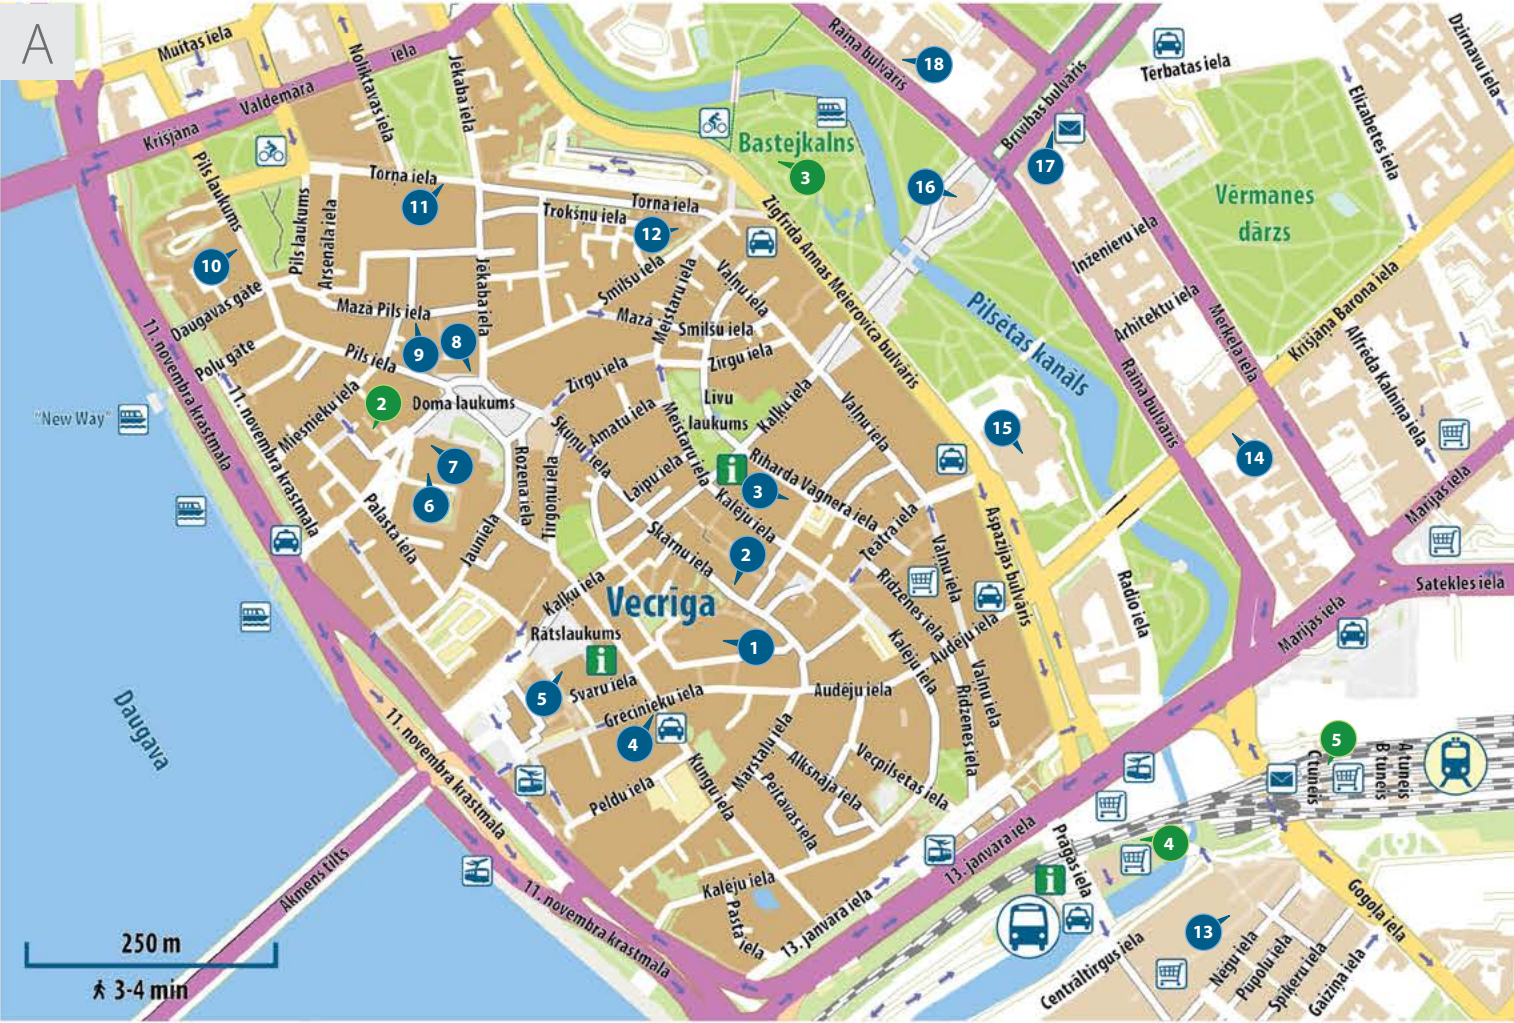 A
Muitas iela
Noliktavas iela
Jēkaba iela
Krišjāņa
Valdemāra
iela
Raiņa bulvāris
18
Brīvības bulvāris
Tērbatas iela
Dzirnavu iela
Elizabetes iela
Bastejkalns
3
17
16
Vērmanes
dārzs
Pils laukums
Pils laukums
Arsenāla iela
Torņa iela
11
Trokšņu iela
Torņa iela
12
Zigfrīda Annas Meierovica bulvāris
10
Daugavas gāte
Poļu gāte
Mazā Pils iela
Jēkaba iela
9
8
Pils iela
Smilšu iela
Meistaru iela
Vaļņu iela
Mazā
Smilšu iela
Zirgu iela
Zirgu iela
Pilsētas kanāls
Inženieru iela
Arhitektu iela
Merķeļa iela
Krišjāņa Barona iela
Alfrēda Kalniņa iela
Raiņa bulvāris
11. novembra krastmala
11. novembra krastmala
"New Way"
Miesnieku iela
2
Doma laukums
Līvu
laukums
Kaļķu iela
Vaļņu iela
Meistaru iela
Amatu iela
Šķūņu iela
7
6
Rozena iela
Tirgoņu iela
Laipu iela
3
Riharda Vāgnera iela
15
14
Marijas iela
Palasta iela
Jauniela
Kalēju iela
Skārņu iela
2
Teātra iela
Vaļņu iela
Aspazijas bulvāris
Rīdzenes iela
Audēju iela
Kalēju iela
Radio iela
Satekles iela
Marijas iela
Vecrīga
Kaļķu iela
Rātslaukums
1
5
Svaru iela
Grēcinieku iela
4
Audēju iela
Vaļņu iela
Rīdzenes iela
Daugava
11. novembra krastmala
Peldu iela
Kungu iela
Mārstaļu iela
Alksnāja iela
Peitavas iela
Vecpilsētas iela
5
C tunelis
B tunelis
A tunelis
Akmens tilts
11. novembra krastmala
Kalēju iela
Pasta iela
13. janvāra iela
13. janvāra iela
Prāgas iela
4
13
Gogoļa iela
Centrāltirgus iela
Nēģu iela
Pupolu iela
Spīķeru iela
Gaiziņa iela
250 m
3-4 min